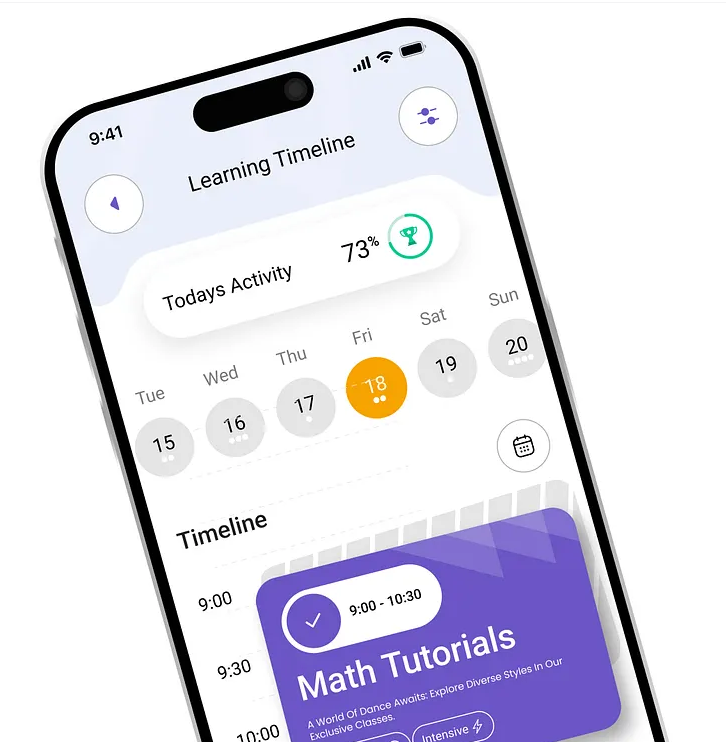 9:41
Learning Timeline
Todays Activity
73%
Tue
Wed
Thu
Fri
Sat
Sun
15
16
17
18
19
20
Timeline
9:00
9:30
10:00
9:00 - 10:30
Math Tutorials
A World Of Dance Awaits: Explore Diverse Styles In Our
Exclusive Classes.
Intensive